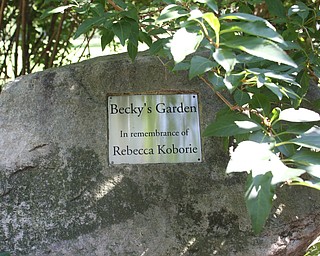 Becky's Garden
In remembrance of
Rebecca Koborie